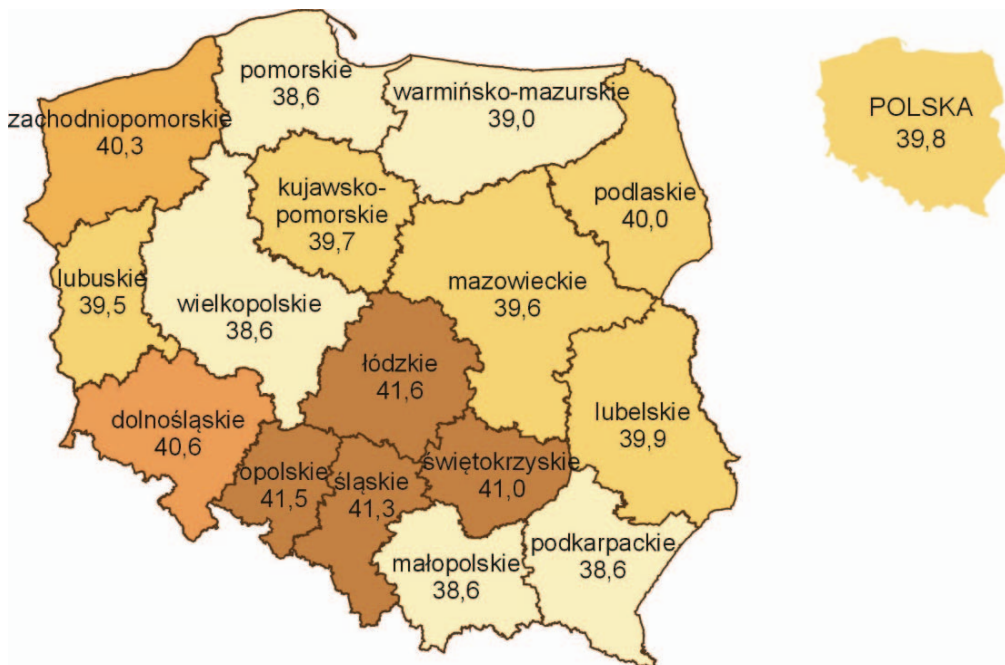 pomorskie
38,6
warmińsko-mazurskie
39,0
POLSKA
39,8
zachodniopomorskie
40,3
podlaskie
40,0
kujawsko-
pomorskie
39,7
lubuskie
39,5
mazowieckie
39,6
wielkopolskie
38,6
łódzkie
41,6
dolnośląskie
40,6
lubelskie
39,9
opolskie
41,5
śląskie
41,3
świętokrzyskie
41,0
małopolskie
38,6
podkarpackie
38,6